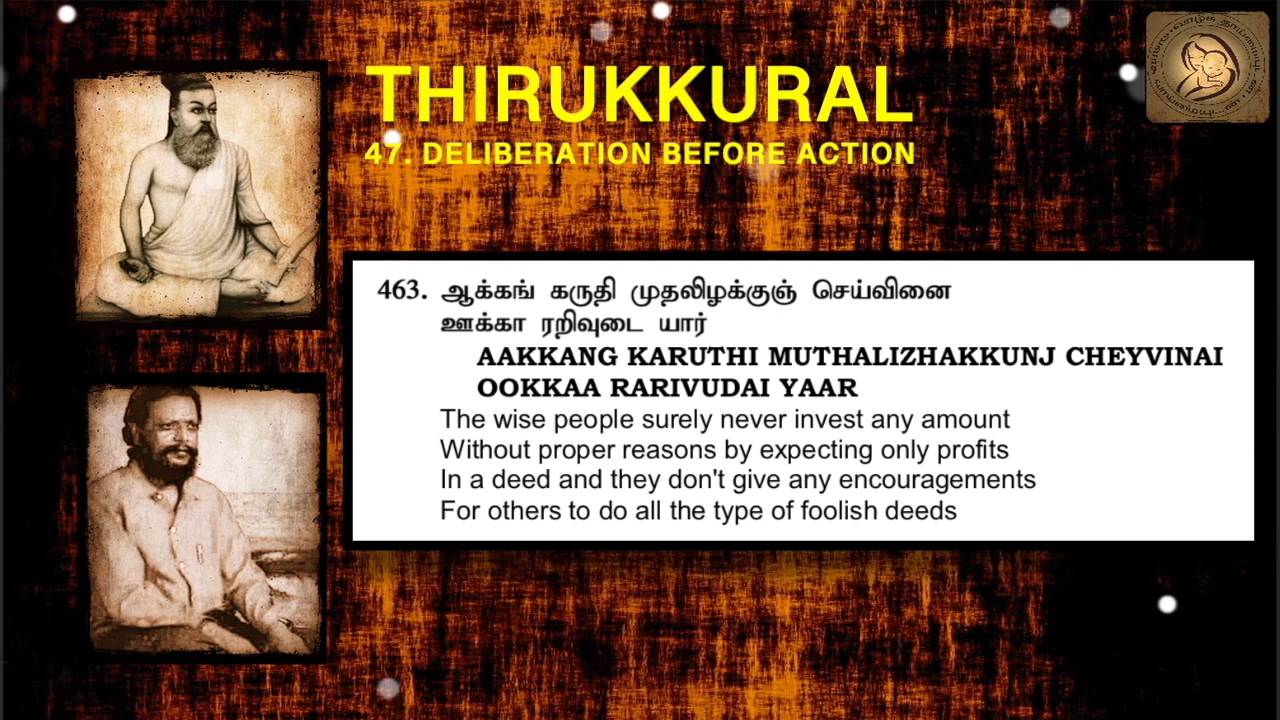 THIRUKKURAL
47. DELIBERATION BEFORE ACTION
463. ஆக்கங் கருதி முதலிழக்குஞ் செய்வினை
ஊக்கா ரறிவுடை யார்
AAKKANG KARUTHI MUTHALIZHAKKUNJ CHEYVINAI
OOKKAA RARIVUDAI YAAR
The wise people surely never invest any amount
Without proper reasons by expecting only profits
In a deed and they don't give any encouragements
For others to do all the type of foolish deeds